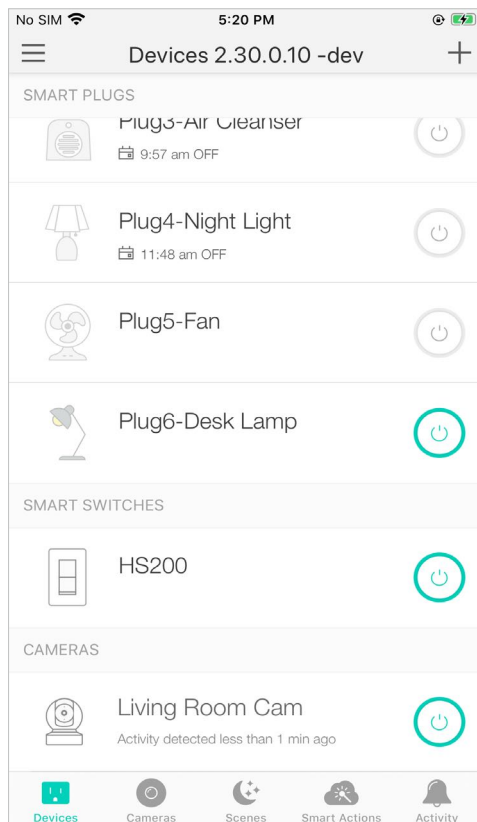 No SIM 5:20 PM
Devices 2.30.0.10 -dev
SMART PLUGS
Plug3-Air Cleanser
9:57 am OFF
Plug4-Night Light
11:48 am OFF
Plug5-Fan
Plug6-Desk Lamp
SMART SWITCHES
HS200
CAMERAS
Living Room Cam
Activity detected less than 1 min ago
Devices Cameras Scenes Smart Actions Activity